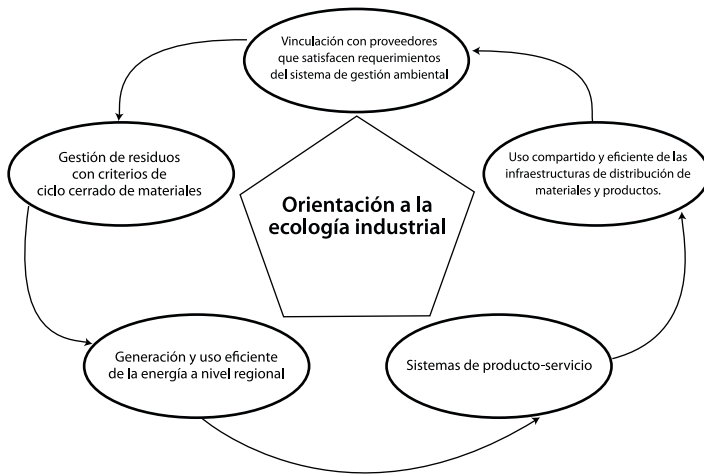 Vinculación con proveedores
que satisfacen requerimientos
del sistema de gestión ambiental
Gestión de residuos
con criterios de
ciclo cerrado de materiales
Uso compartido y eficiente de las
infraestructuras de distribución de
materiales y productos.
Orientación a la
ecología industrial
Generación y uso eficiente
de la energía a nivel regional
Sistemas de producto-servicio